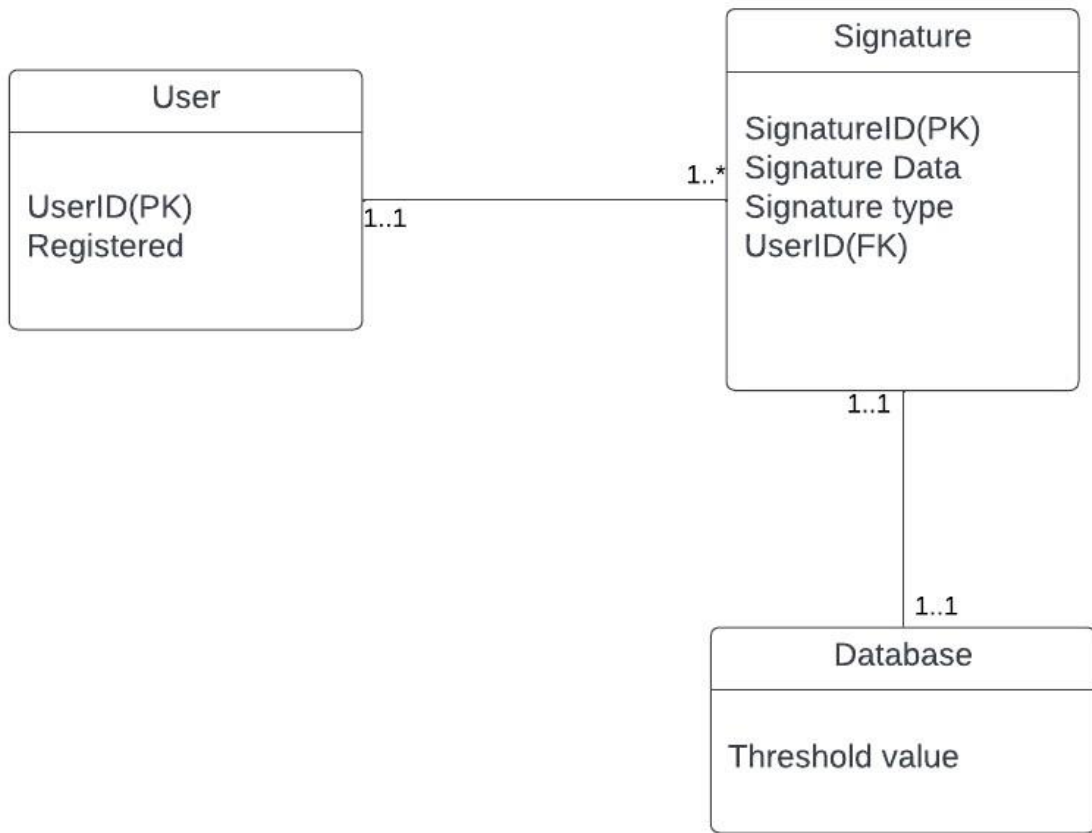 User
UserID(PK)
Registered
1..1
1..*
Signature
SignatureID(PK)
Signature Data
Signature type
UserID(FK)
1..1
1..1
Database
Threshold value